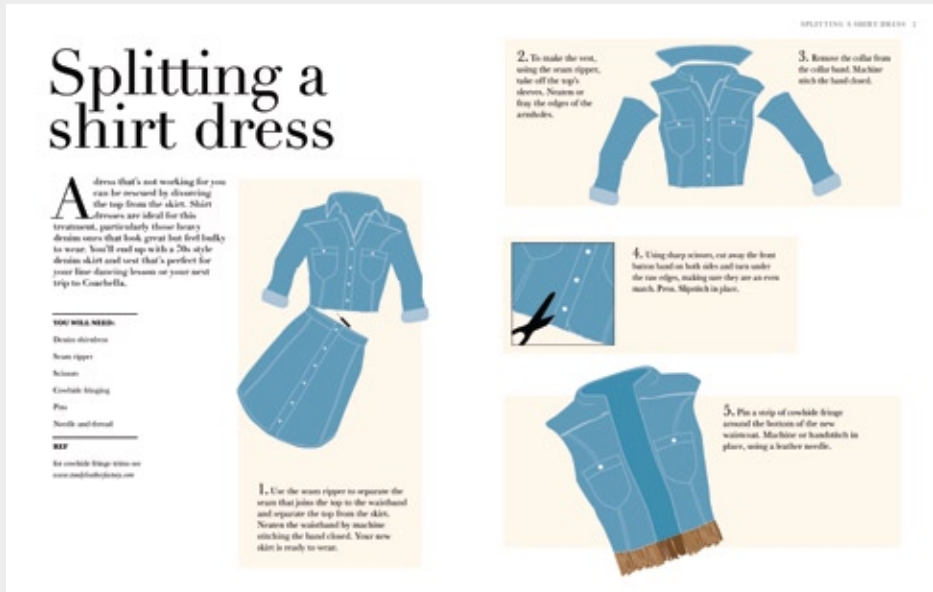 SPLITTING A SHIRT DRESS 2
Splitting a
shirt dress
A dress that's not working for you
can be rescued by divorcing
the top from the skirt. Shirt
dresses are ideal for this
treatment, particularly those heavy
denim ones that look great but feel bulky
to wear. You'll end up with a 70s style
denim skirt and vest that's perfect for
your line dancing lesson or your next
trip to Coachella.
YOU WILL NEED:
Denim shirtdress
Seam ripper
Scissors
Cowhide fringing
Pins
Needle and thread
REF
for cowhide fringe trims see
www.tandyleatherfactory.com
1. Use the seam ripper to separate the
seam that joins the top to the waistband
and separate the top from the skirt.
Neaten the waistband by machine
stitching the band closed. Your new
skirt is ready to wear.
2. To make the vest,
using the seam ripper,
take off the top's
sleeves. Neaten or
fray the edges of the
armholes.
3. Remove the collar from
the collar band. Machine
stitch the band closed.
4. Using sharp scissors, cut away the front
button band on both sides and turn under
the raw edges, making sure they are an even
match. Press. Slipstitch in place.
5. Pin a strip of cowhide fringe
around the bottom of the new
waistcoat. Machine or handstitch in
place, using a leather needle.